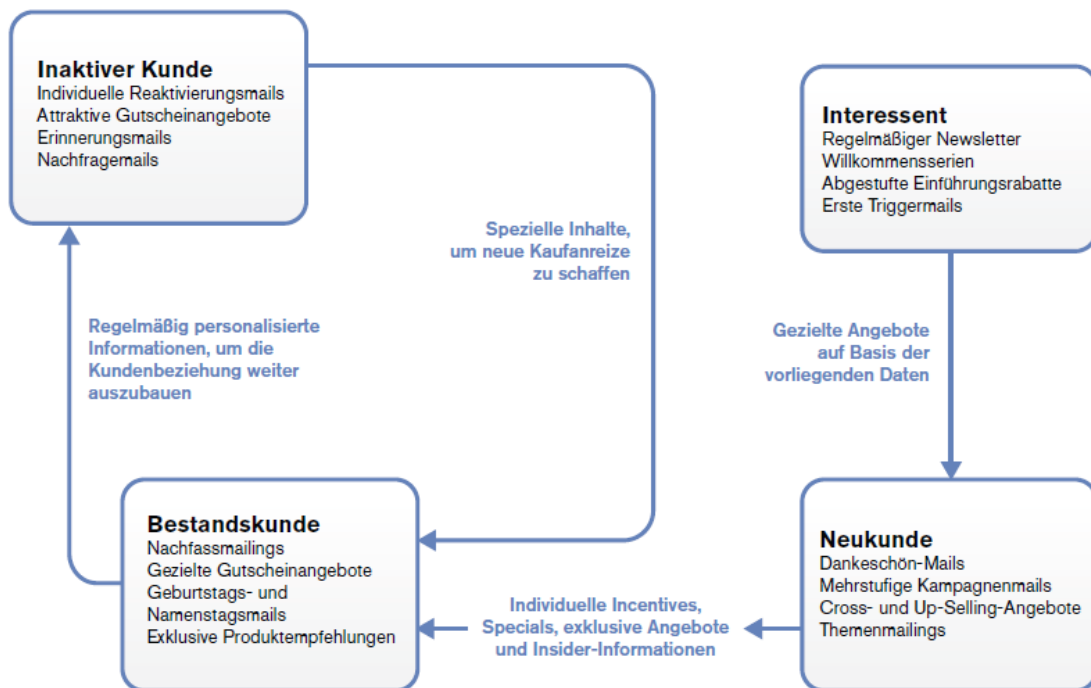 Inaktiver Kunde
Individuelle Reaktivierungsmails
Attraktive Gutscheinangebote
Erinnerungsmails
Nachfragemails
Interessent
Regelmäßiger Newsletter
Willkommensserien
Abgestufte Einführungsrabatte
Erste Triggermails
Spezielle Inhalte,
um neue Kaufanreize
zu schaffen
Regelmäßig personalisierte
Informationen, um die
Kundenbeziehung weiter
auszubauen
Gezielte Angebote
auf Basis der
vorliegenden Daten
Bestandskunde
Nachfassmailings
Gezielte Gutscheinangebote
Geburtstags- und
Namenstagsmails
Exklusive Produktempfehlungen
Individuelle Incentives,
Specials, exklusive Angebote
und Insider-Informationen
Neukunde
Dankeschön-Mails
Mehrstufige Kampagnenmails
Cross- und Up-Selling-Angebote
Themenmailings